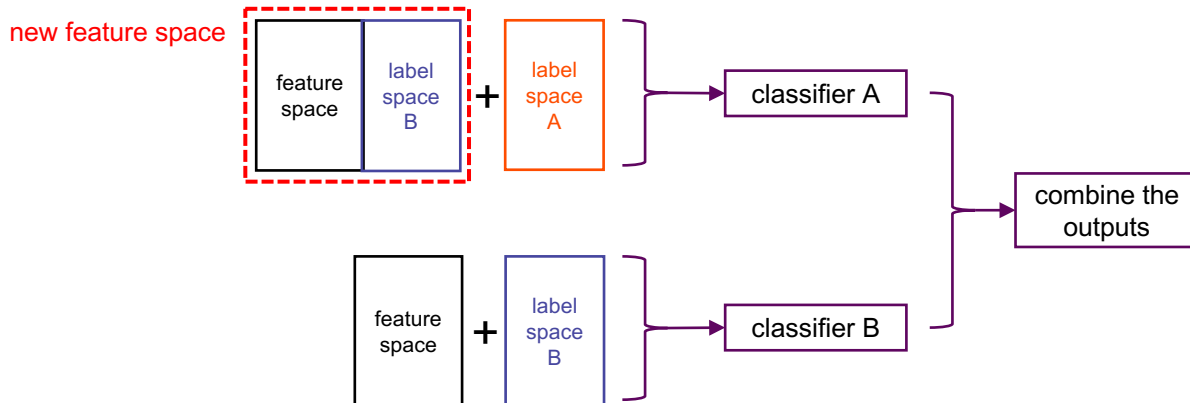 new feature space
feature
space
label
space
B
+
label
space
A
classifier A
combine the
outputs
feature
space
+
label
space
B
classifier B